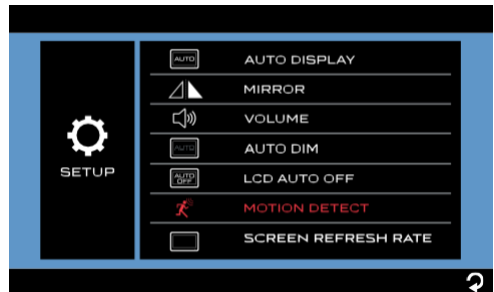 AUTO
AUTO DISPLAY
MIRROR
VOLUME
AUTO
AUTO DIM
SETUP
AUTO OFF
LCD AUTO OFF
MOTION DETECT
SCREEN REFRESH RATE